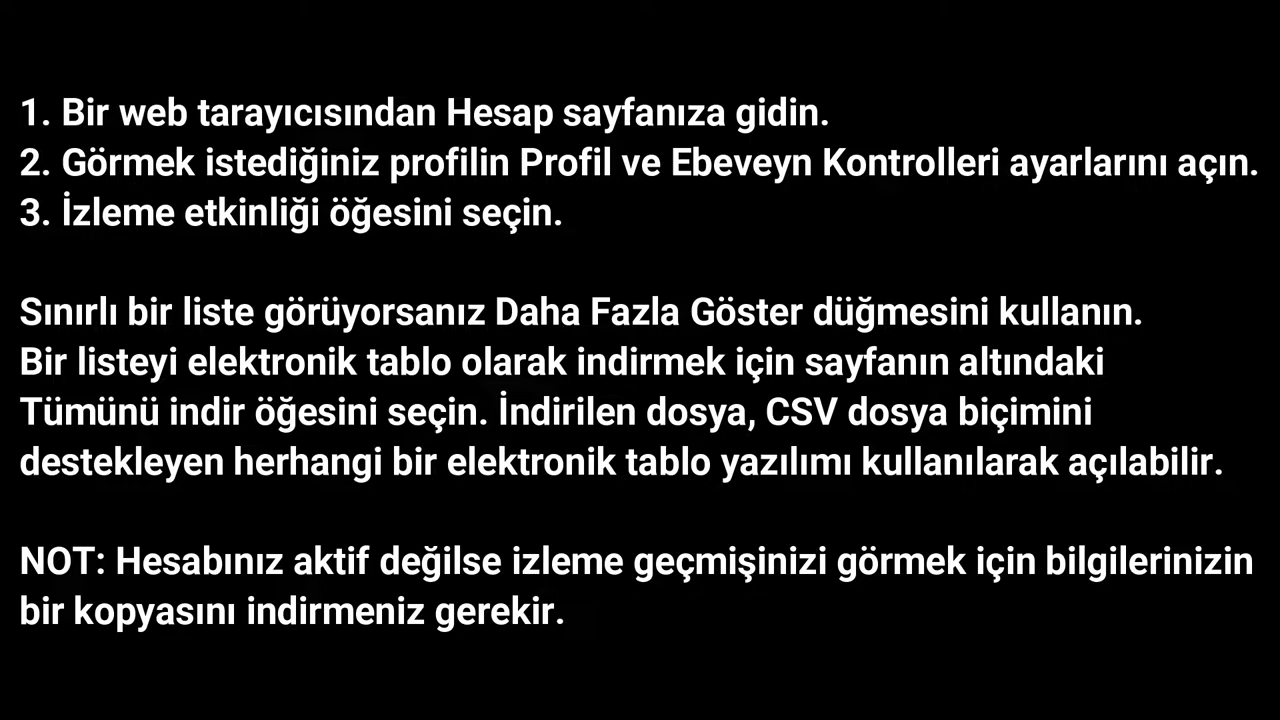 1. Bir web tarayıcısından Hesap sayfanıza gidin.
2. Görmek istediğiniz profilin Profil ve Ebeveyn Kontrolleri ayarlarını açın.
3. İzleme etkinliği öğesini seçin.
Sınırlı bir liste görüyorsanız Daha Fazla Göster düğmesini kullanın.
Bir listeyi elektronik tablo olarak indirmek için sayfanın altındaki
Tümünü indir öğesini seçin. İndirilen dosya, CSV dosya biçimini
destekleyen herhangi bir elektronik tablo yazılımı kullanılarak açılabilir.
NOT: Hesabınız aktif değilse izleme geçmişinizi görmek için bilgilerinizin
bir kopyasını indirmeniz gerekir.